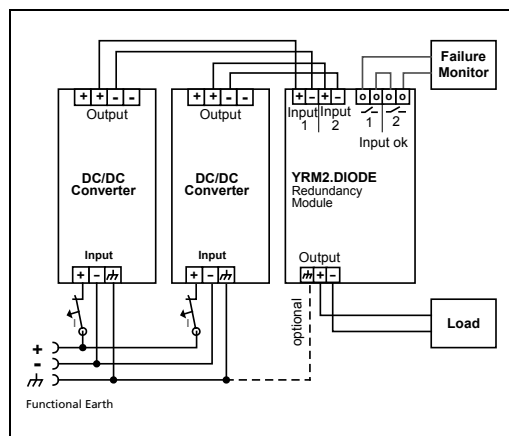 Failure
Monitor
+ + - -
Output
+ + - -
Output
+ - + -
Input
1
Input
2
o o o o
1
2
Input ok
DC/DC
Converter
DC/DC
Converter
YRM2.DIODE
Redundancy
Module
Input
+ -
Input
+ -
Output
+ -
I
I
optional
Load
+
-
Functional Earth